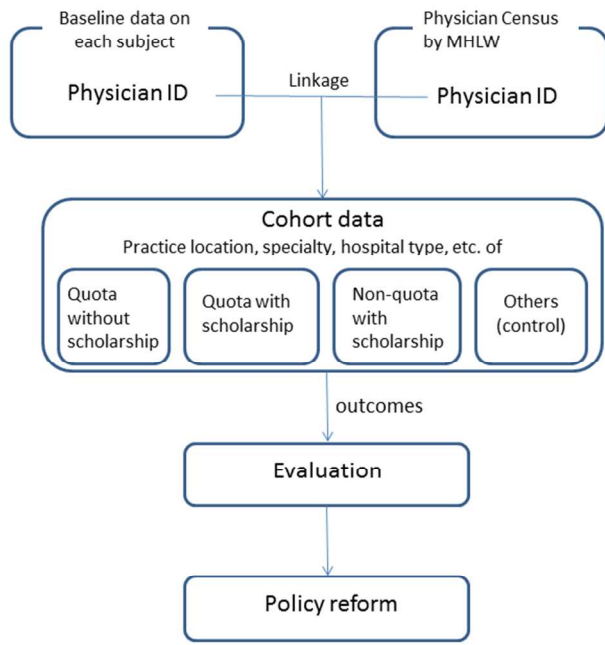 Baseline data on
each subject
Physician ID
Physician Census
by MHLW
Physician ID
Linkage
Cohort data
Practice location, specialty, hospital type, etc. of
Quota
without
scholarship
Quota with
scholarship
Non-quota
with
scholarship
Others
(control)
outcomes
Evaluation
Policy reform